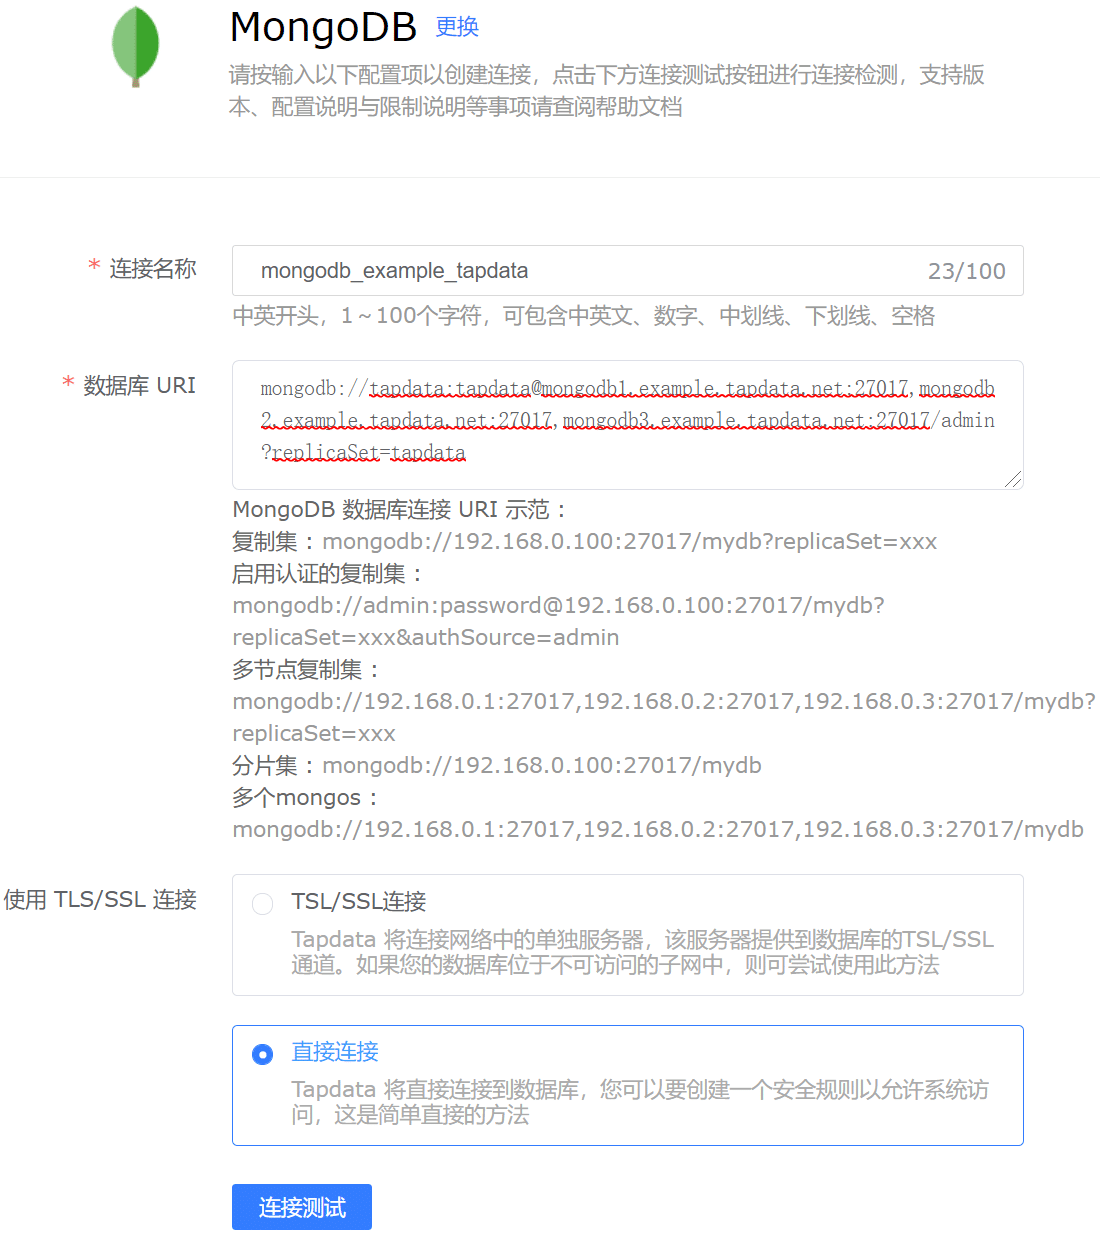 MongoDB 更换
请按输入以下配置项以创建连接，点击下方连接测试按钮进行连接检测，支持版
本、配置说明与限制说明等事项请查阅帮助文档
* 连接名称
mongodb_example_tapdata 23/100
中英开头，1～100个字符，可包含中英文、数字、中划线、下划线、空格
* 数据库 URI
mongodb://tapdata:tapdata@mongodb1.example.tapdata.net:27017,mongodb
2.example.tapdata.net:27017,mongodb3.example.tapdata.net:27017/admin
?replicaSet=tapdata
MongoDB 数据库连接 URI 示范：
复制集：mongodb://192.168.0.100:27017/mydb?replicaSet=xxx
启用认证的复制集：
mongodb://admin:password@192.168.0.100:27017/mydb?
replicaSet=xxx&authSource=admin
多节点复制集：
mongodb://192.168.0.1:27017,192.168.0.2:27017,192.168.0.3:27017/mydb?
replicaSet=xxx
分片集：mongodb://192.168.0.100:27017/mydb
多个mongos：
mongodb://192.168.0.1:27017,192.168.0.2:27017,192.168.0.3:27017/mydb
使用 TLS/SSL 连接
TSL/SSL连接
Tapdata 将连接网络中的单独服务器，该服务器提供到数据库的TSL/SSL
通道。如果您的数据库位于不可访问的子网中，则可尝试使用此方法
直接连接
Tapdata 将直接连接到数据库，您可以要创建一个安全规则以允许系统访
问，这是简单直接的方法
连接测试